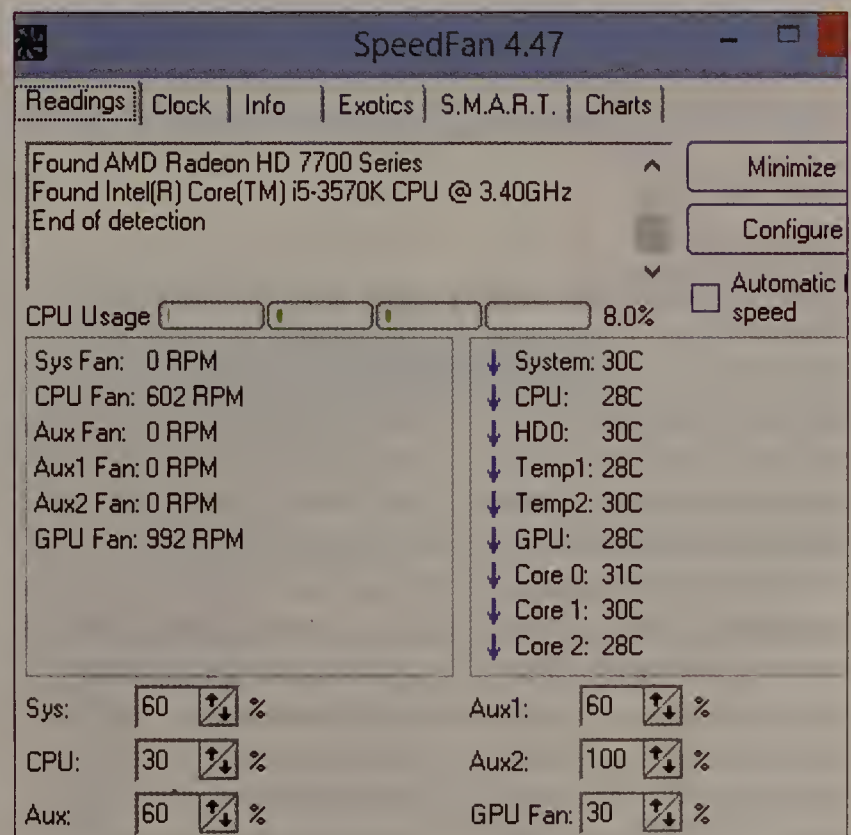 SpeedFan 4.47
Readings Clock Info Exotics S.M.A.R.T. Charts
Found AMD Radeon HD 7700 Series
Found Intel(R) Core(TM) i5-3570K CPU @ 3.40GHz
End of detection
Minimize
Configure
Automatic
speed
CPU Usage 8.0%
Sys Fan: 0 RPM
CPU Fan: 602 RPM
Aux Fan: 0 RPM
Aux1 Fan: 0 RPM
Aux2 Fan: 0 RPM
GPU Fan: 992 RPM
System: 30C
CPU: 28C
HD0: 30C
Temp1: 28C
Temp2: 30C
GPU: 28C
Core 0: 31C
Core 1: 30C
Core 2: 28C
Sys: 60 %
CPU: 30 %
Aux: 60 %
Aux1: 60 %
Aux2: 100 %
GPU Fan: 30 %